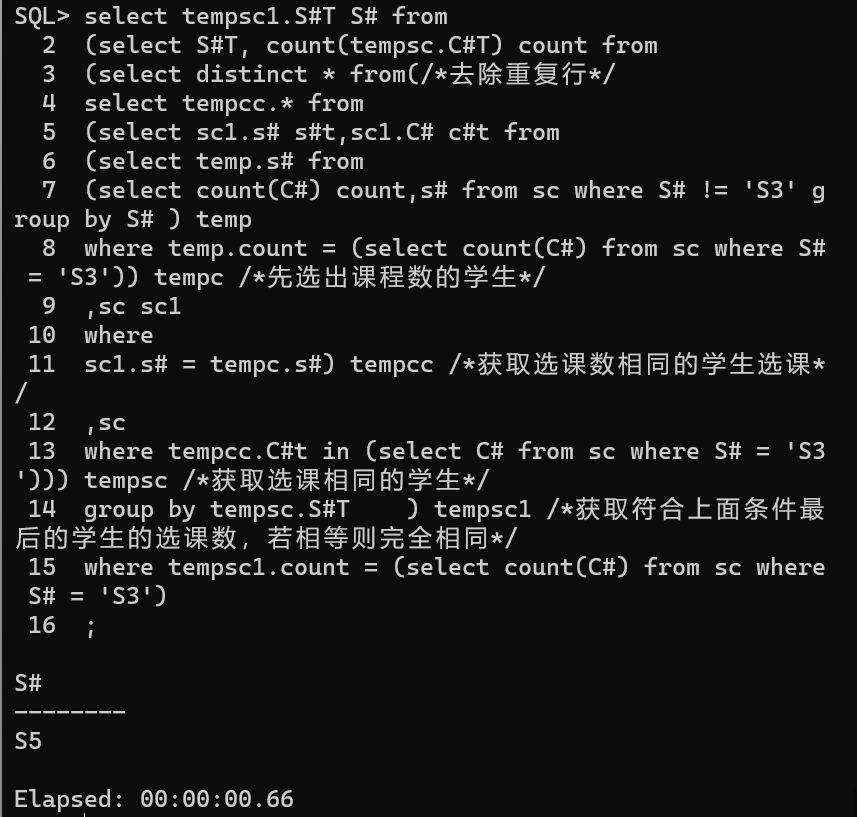 SQL> select tempsc1.S#T S# from
  2  (select S#T, count(tempsc.C#T) count from
  3  (select distinct * from(/*去除重复行*/
  4  select tempcc.* from
  5  (select sc1.s# s#t,sc1.C# c#t from
  6  (select temp.s# from
  7  (select count(C#) count,s# from sc where S# != 'S3' g
roup by S# ) temp
  8  where temp.count = (select count(C#) from sc where S#
 = 'S3')) tempc /*先选出课程数的学生*/
  9  ,sc sc1
 10  where
 11  sc1.s# = tempc.s#) tempcc /*获取选课数相同的学生选课*
/
 12  ,sc
 13  where tempcc.C#t in (select C# from sc where S# = 'S3
'))) tempsc /*获取选课相同的学生*/
 14  group by tempsc.S#T    ) tempsc1 /*获取符合上面条件最
后的学生的选课数，若相等则完全相同*/
 15  where tempsc1.count = (select count(C#) from sc where
 S# = 'S3')
 16  ;
S#
--------
S5
Elapsed: 00:00:00.66